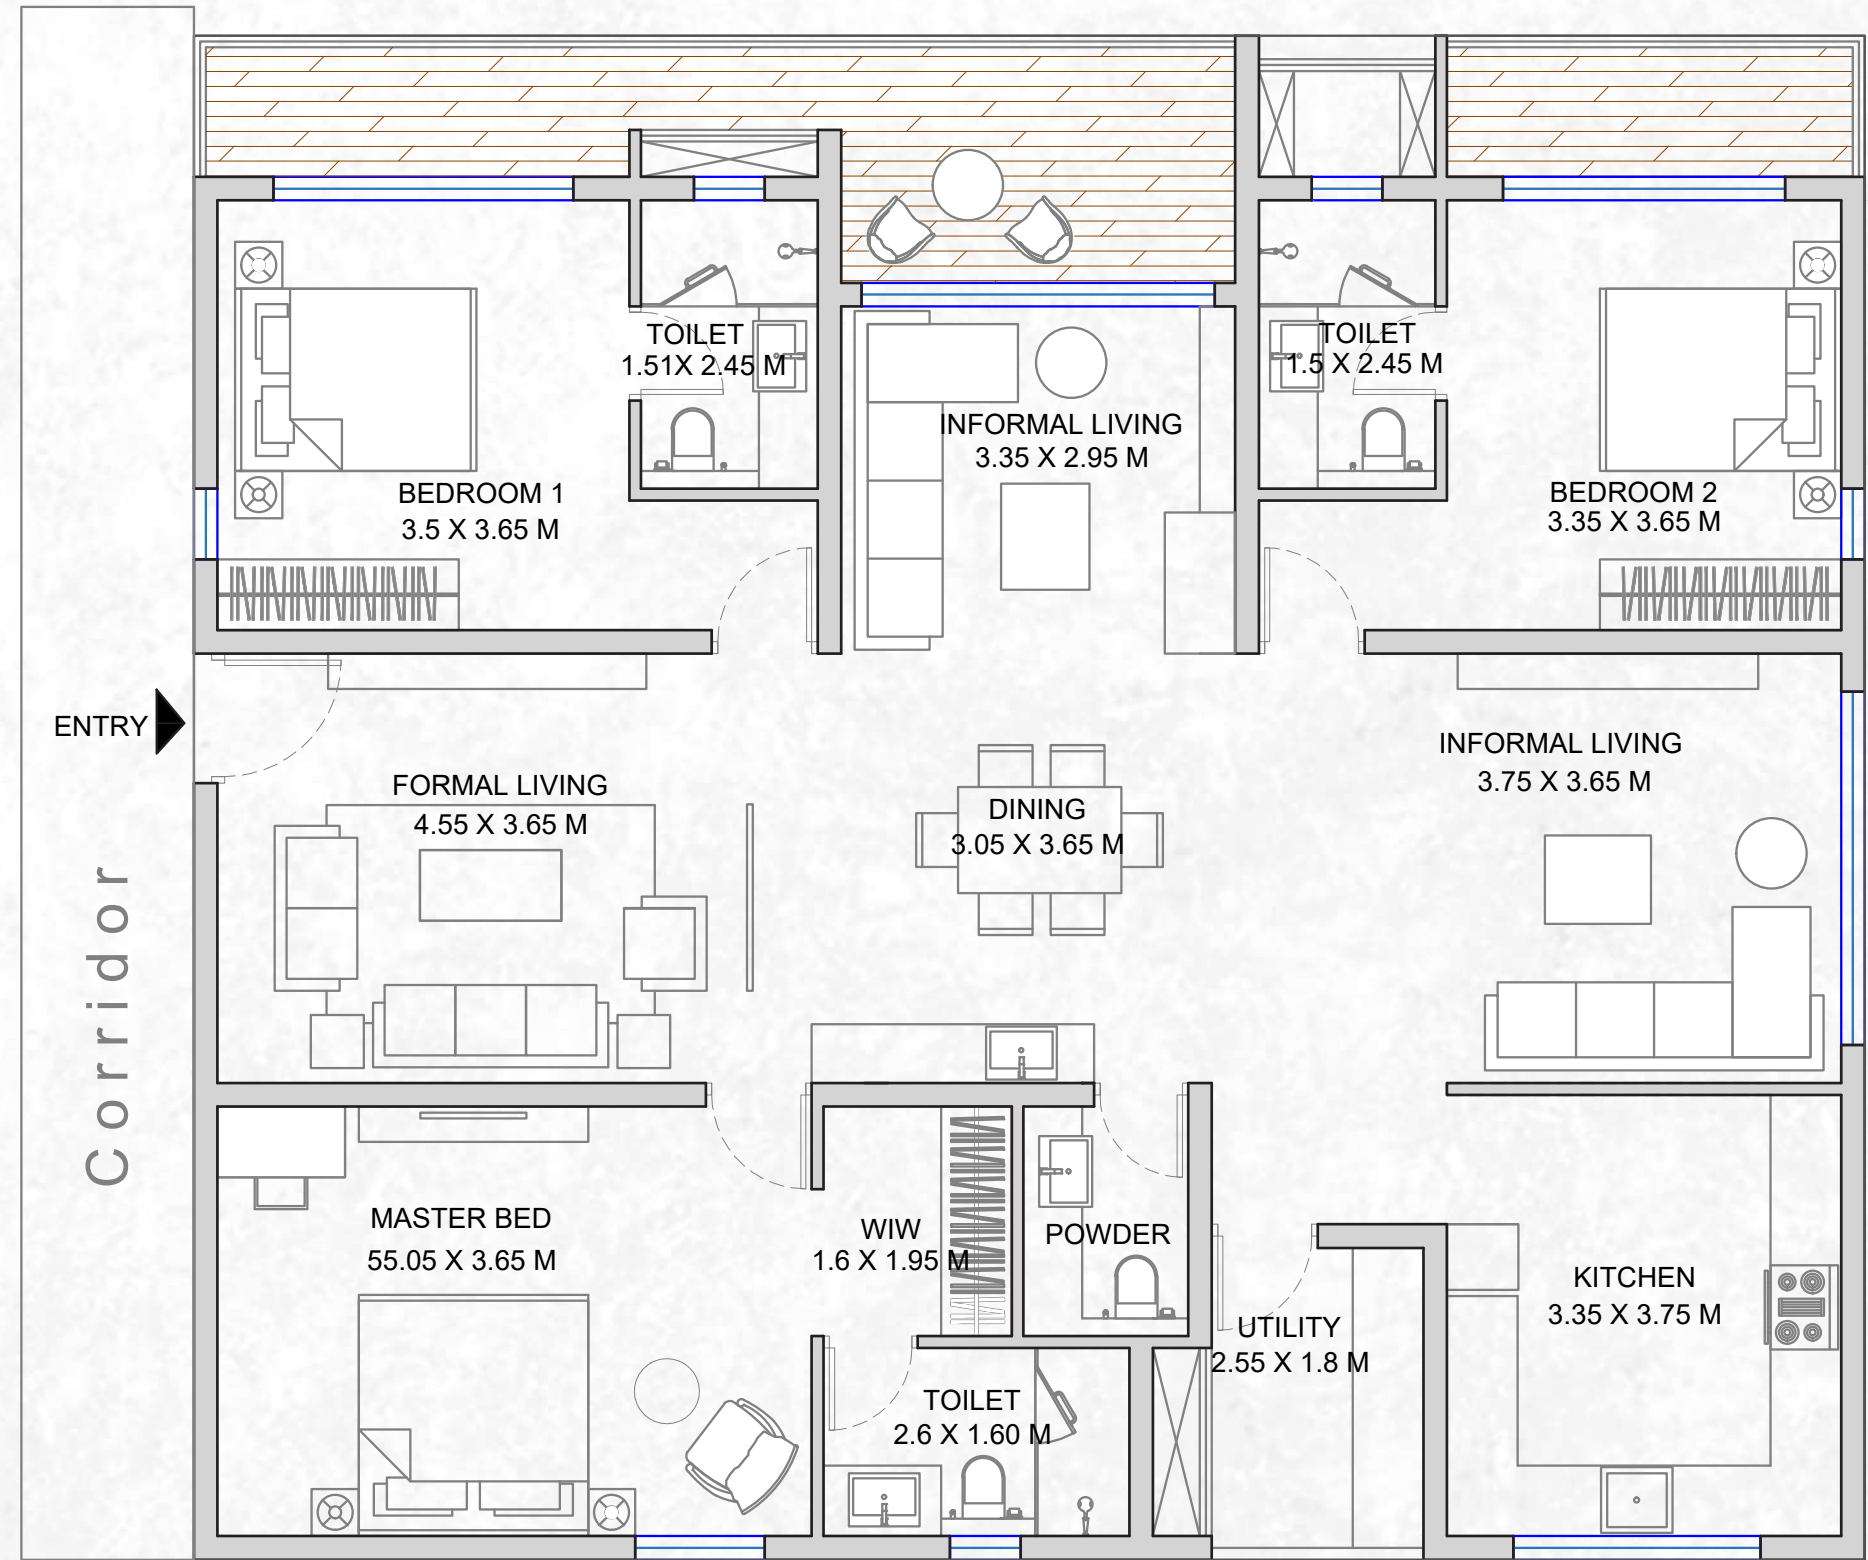 TOILET
1.51X 2.45 M
TOILET
1.5 X 2.45 M
INFORMAL LIVING
3.35 X 2.95 M
BEDROOM 1
3.5 X 3.65 M
BEDROOM 2
3.35 X 3.65 M
ENTRY
FORMAL LIVING
4.55 X 3.65 M
DINING
3.05 X 3.65 M
INFORMAL LIVING
3.75 X 3.65 M
Corridor
MASTER BED
55.05 X 3.65 M
WIW
1.6 X 1.95 M
POWDER
KITCHEN
3.35 X 3.75 M
UTILITY
2.55 X 1.8 M
TOILET
2.6 X 1.60 M